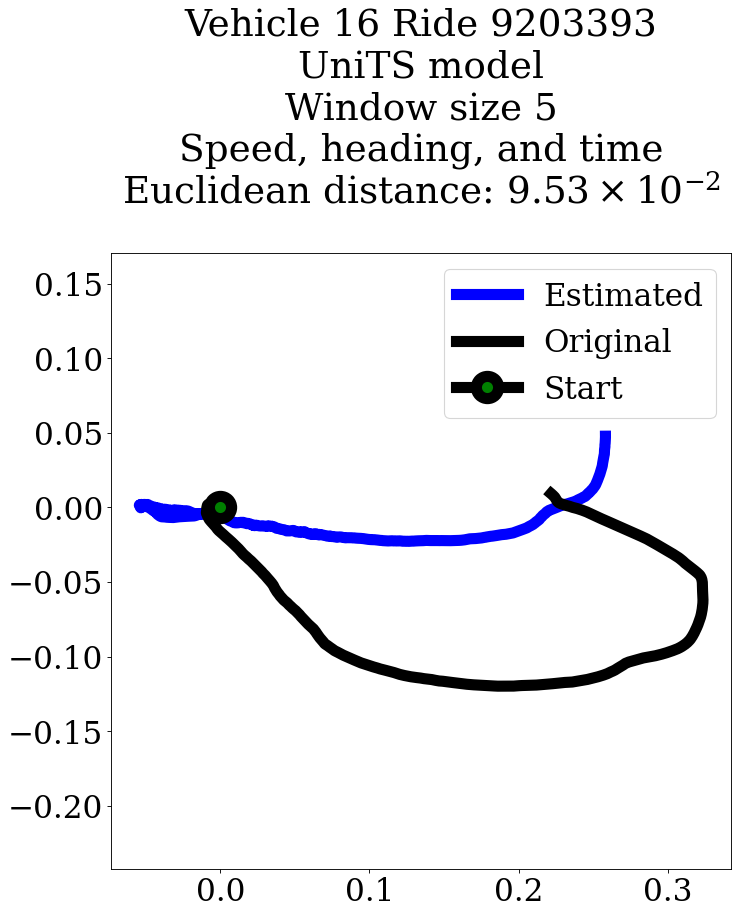 Vehicle 16 Ride 9203393
UniTS model
Window size 5
Speed, heading, and time
Euclidean distance: 9.53 × 10⁻²
Estimated
Original
Start
0.15
0.10
0.05
0.00
−0.05
−0.10
−0.15
−0.20
0.0 0.1 0.2 0.3